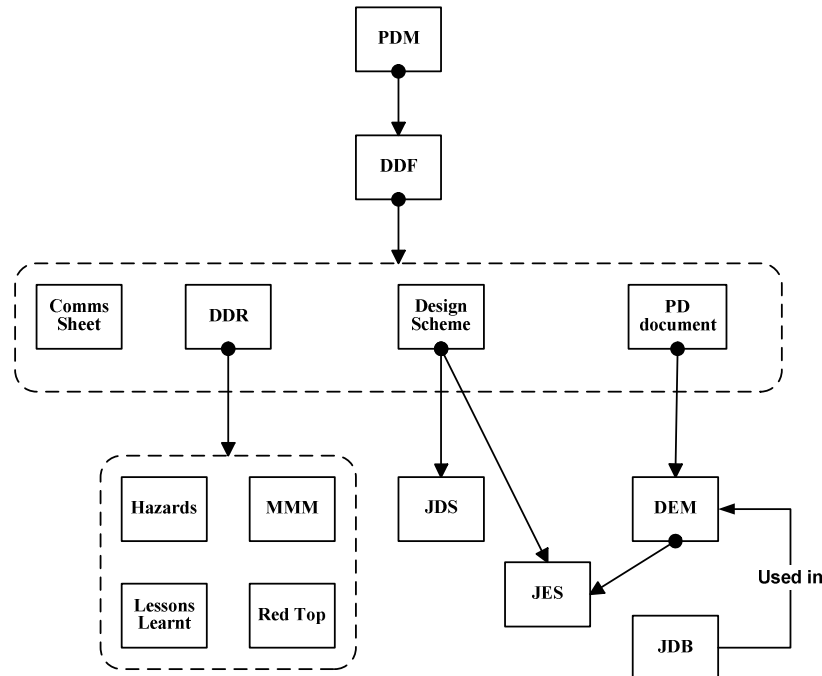 PDM
DDF
Comms
Sheet
DDR
Design
Scheme
PD
document
Hazards
MMM
JDS
DEM
Lessons
Learnt
Red Top
JES
Used in
JDB